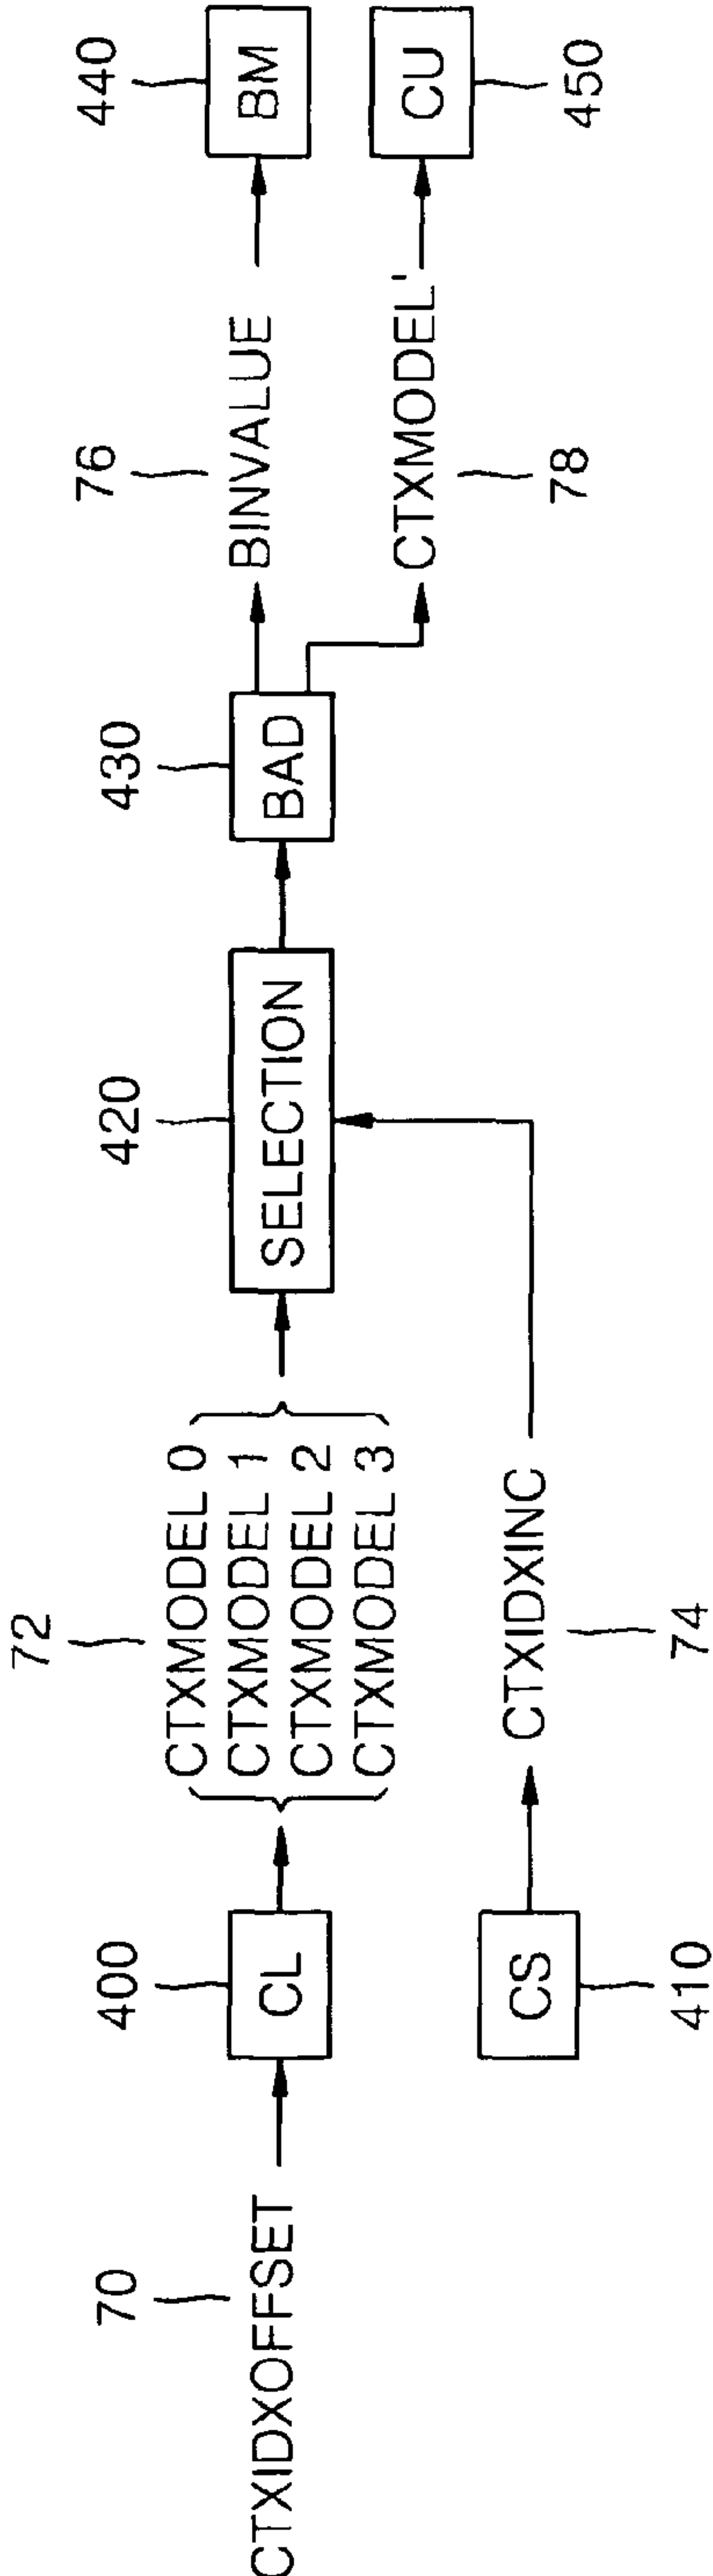 70
CTXIDXOFFSET
400
CL
72
CTXMODEL 0
CTXMODEL 1
CTXMODEL 2
CTXMODEL 3
CS
410
CTXIDXINC
74
420
SELECTION
430
BAD
76
BINVALUE
CTXMODEL'
78
440
BM
CU
450